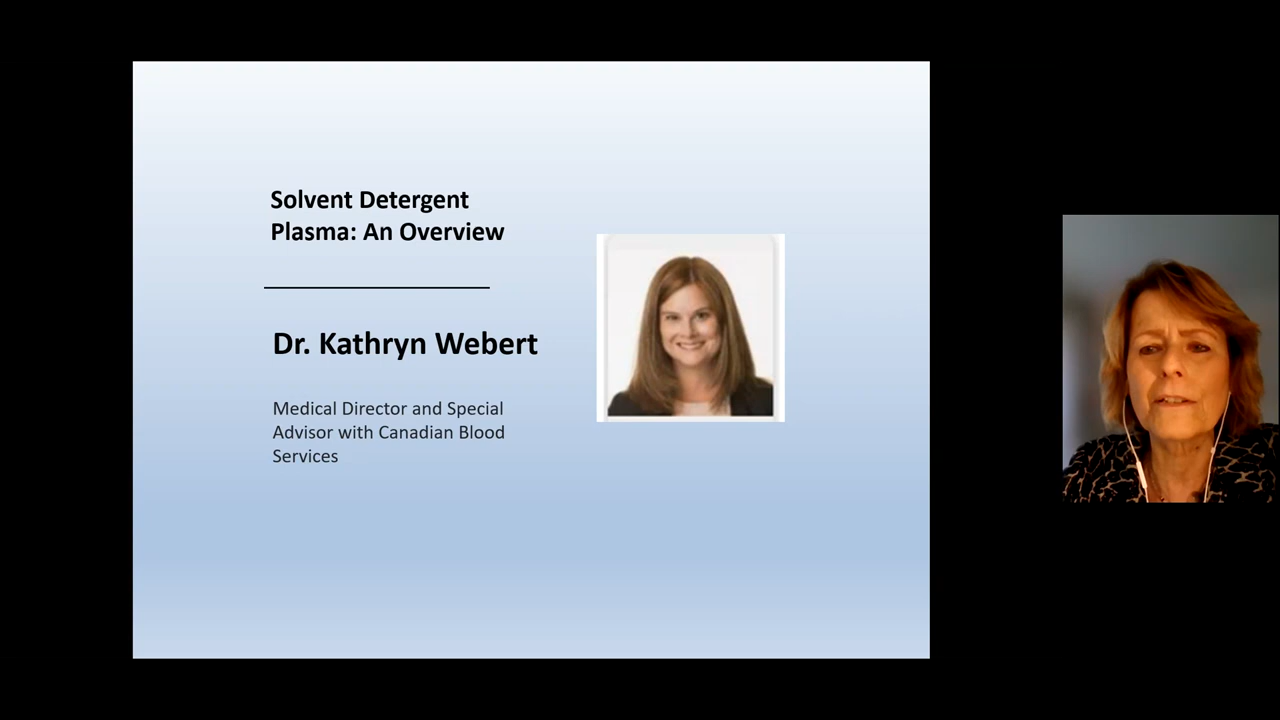 Solvent Detergent
Plasma: An Overview
Dr. Kathryn Webert
Medical Director and Special
Advisor with Canadian Blood
Services